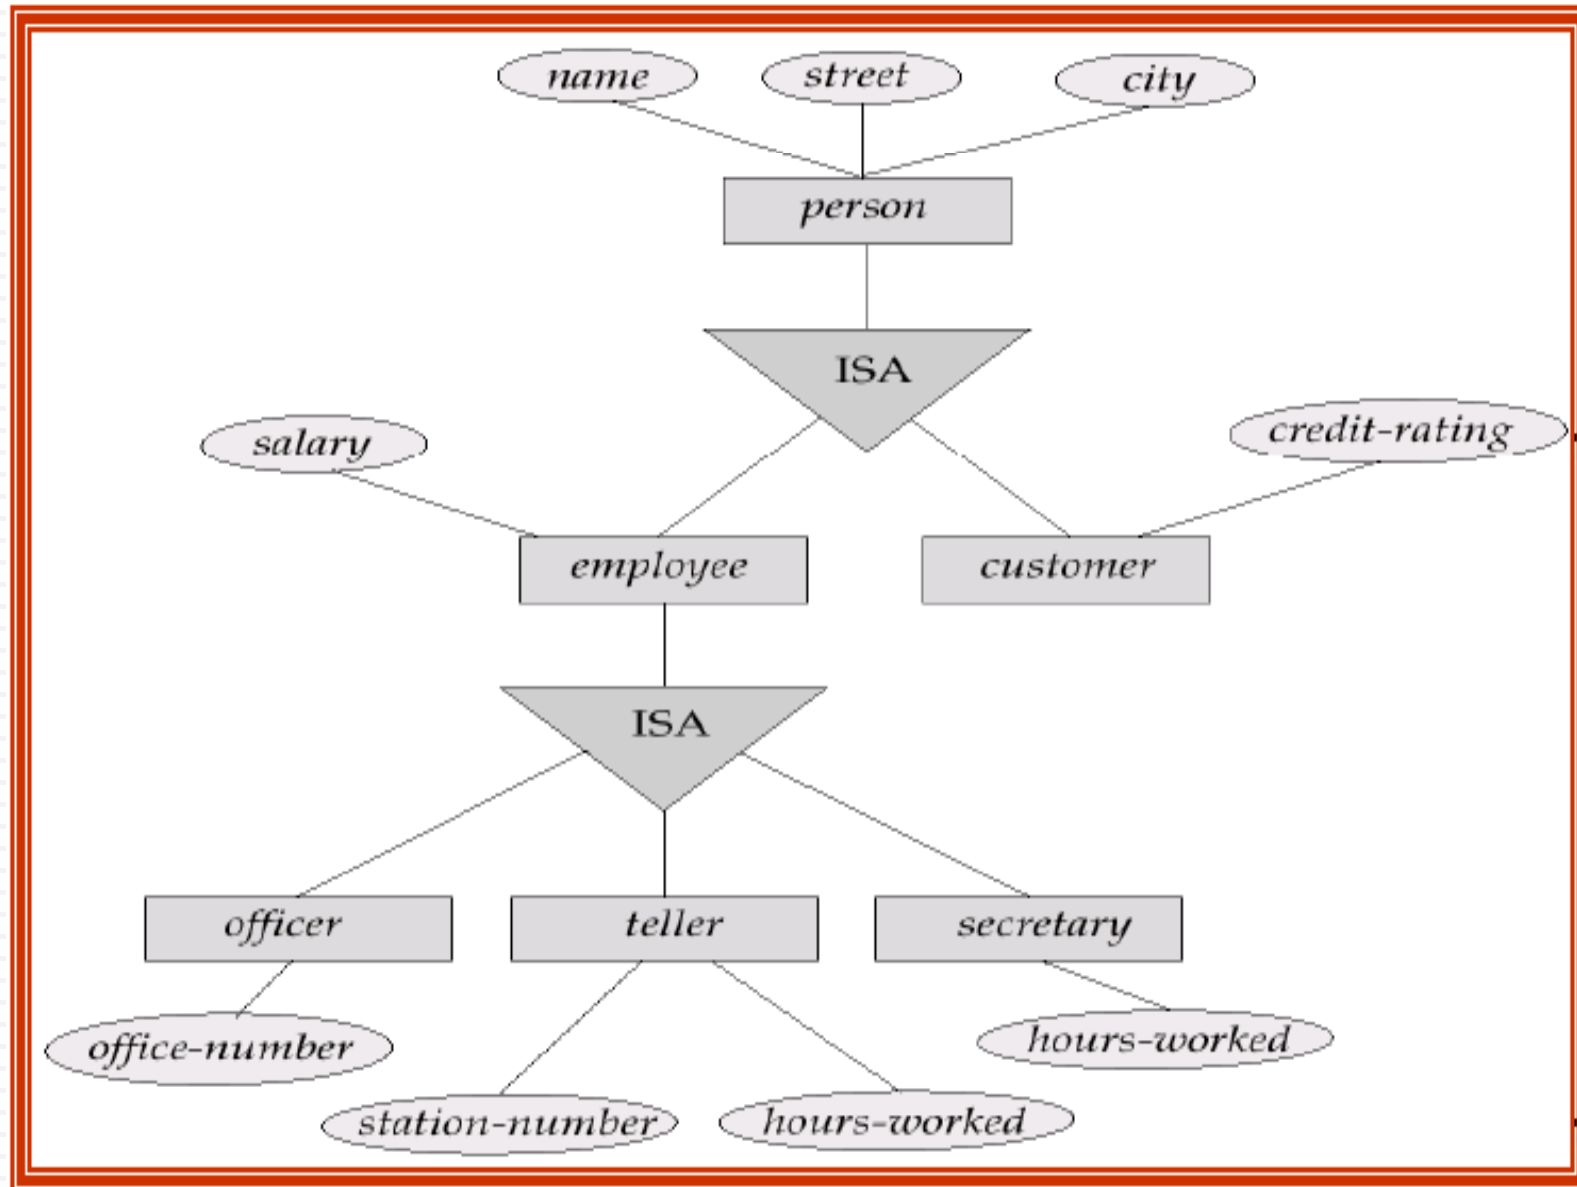 name street city
person
ISA
salary credit-rating
employee customer
ISA
officer teller secretary
office-number hours-worked
station-number hours-worked